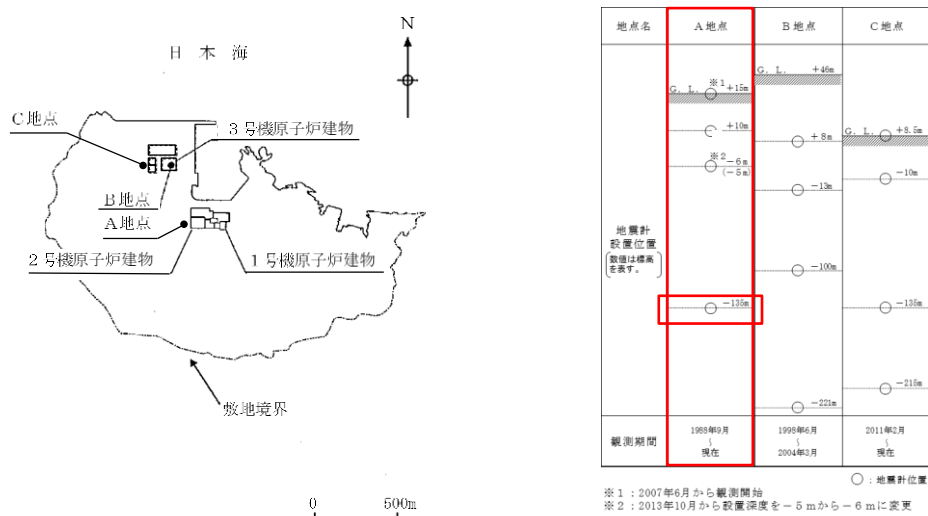 日 本 海
N
C地点
3号機原子炉建物
B地点
A地点
2号機原子炉建物
1号機原子炉建物
敷地境界
0 500m
地点名 A地点 B地点 C地点
G. L. +46m
※1
G. L. +15m
+10m
+8m
G. L. +8.5m
※2 -6m
(-5m)
-10m
-13m
地震計
設置位置
数値は標高
を表す。
-100m
-135m
-135m
-215m
-221m
観測期間
1988年9月
~
現在
1998年6月
~
2004年3月
2011年2月
~
現在
○:地震計位置
※1:2007年6月から観測開始
※2:2013年10月から設置深度を-5mから-6mに変更